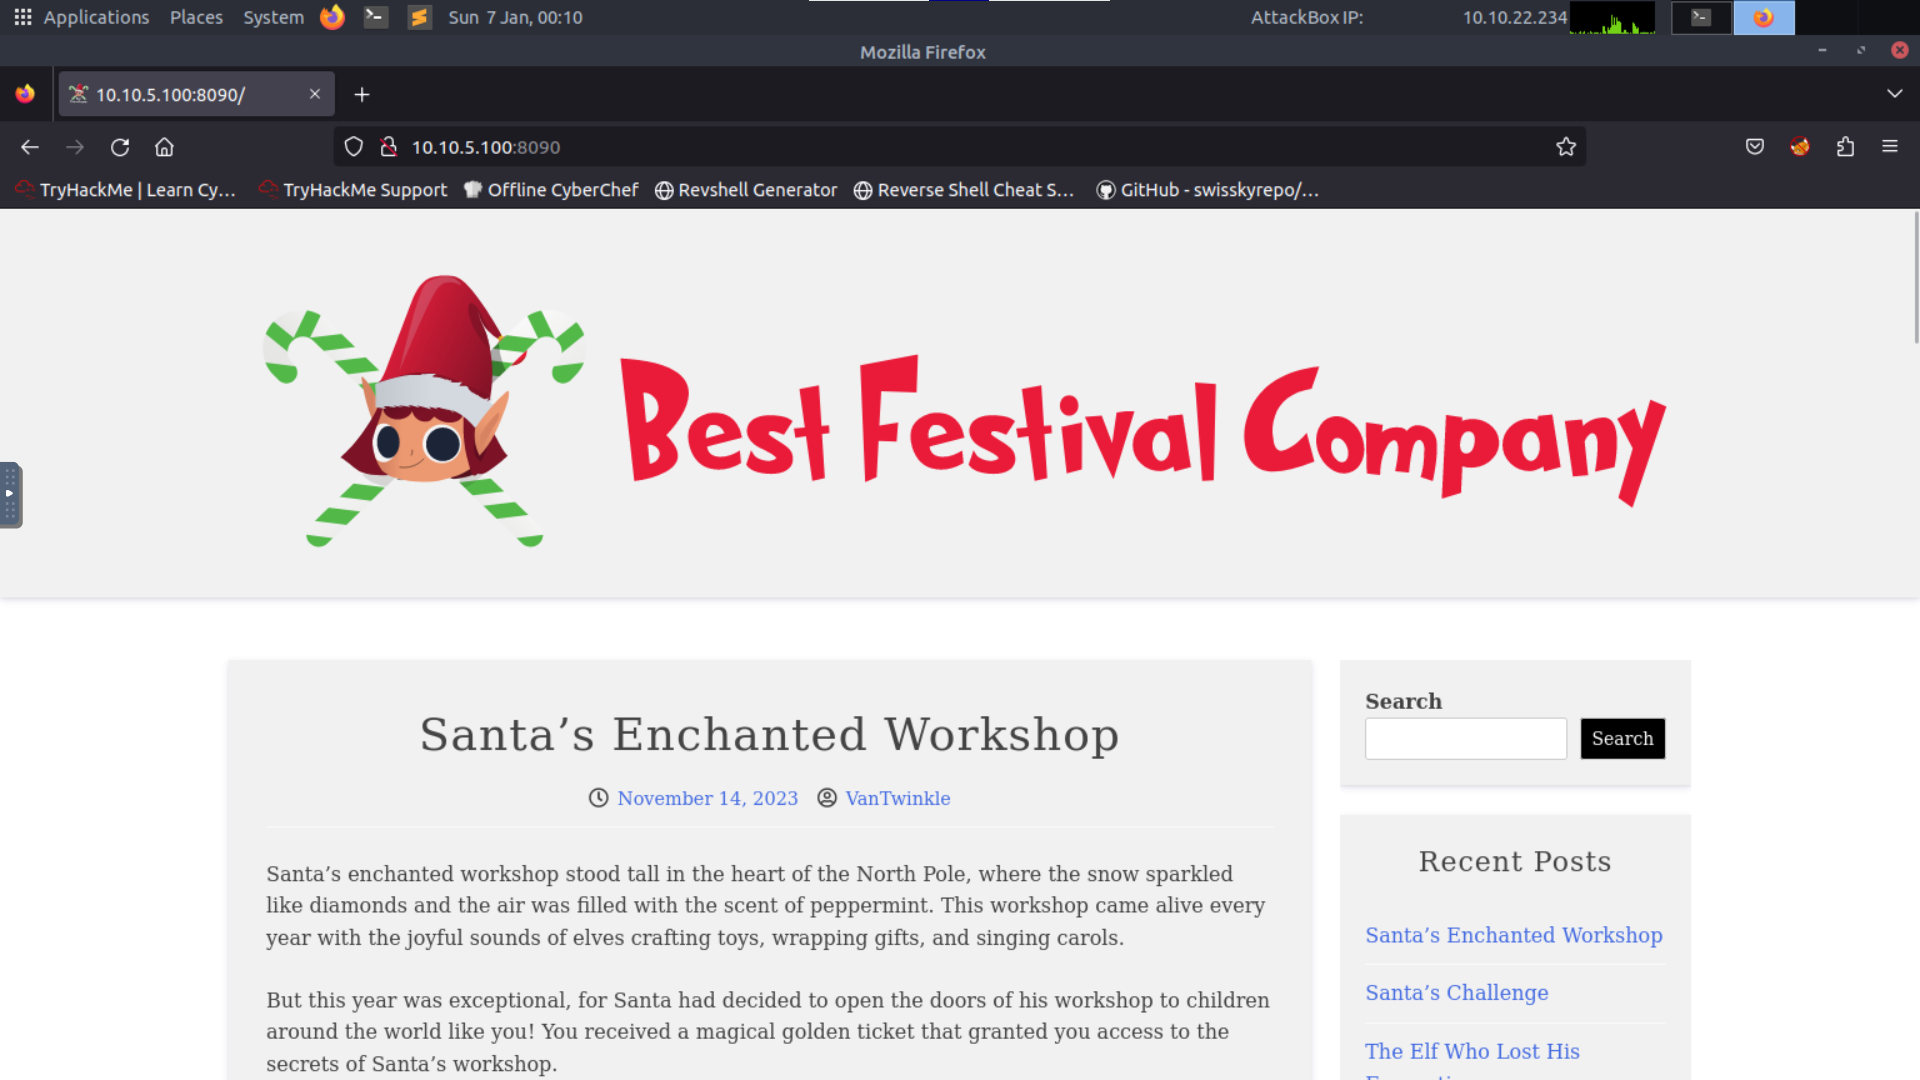 Applications Places System Sun 7 Jan, 00:10 AttackBox IP: 10.10.22.234
Mozilla Firefox
10.10.5.100:8090/
10.10.5.100:8090
TryHackMe | Learn Cy… TryHackMe Support Offline CyberChef Revshell Generator Reverse Shell Cheat S… GitHub - swisskyrepo/…
Best Festival Company
Santa’s Enchanted Workshop
November 14, 2023 VanTwinkle
Santa’s enchanted workshop stood tall in the heart of the North Pole, where the snow sparkled
like diamonds and the air was filled with the scent of peppermint. This workshop came alive every
year with the joyful sounds of elves crafting toys, wrapping gifts, and singing carols.
But this year was exceptional, for Santa had decided to open the doors of his workshop to children
around the world like you! You received a magical golden ticket that granted you access to the
secrets of Santa’s workshop.
Search
Search
Recent Posts
Santa’s Enchanted Workshop
Santa’s Challenge
The Elf Who Lost His